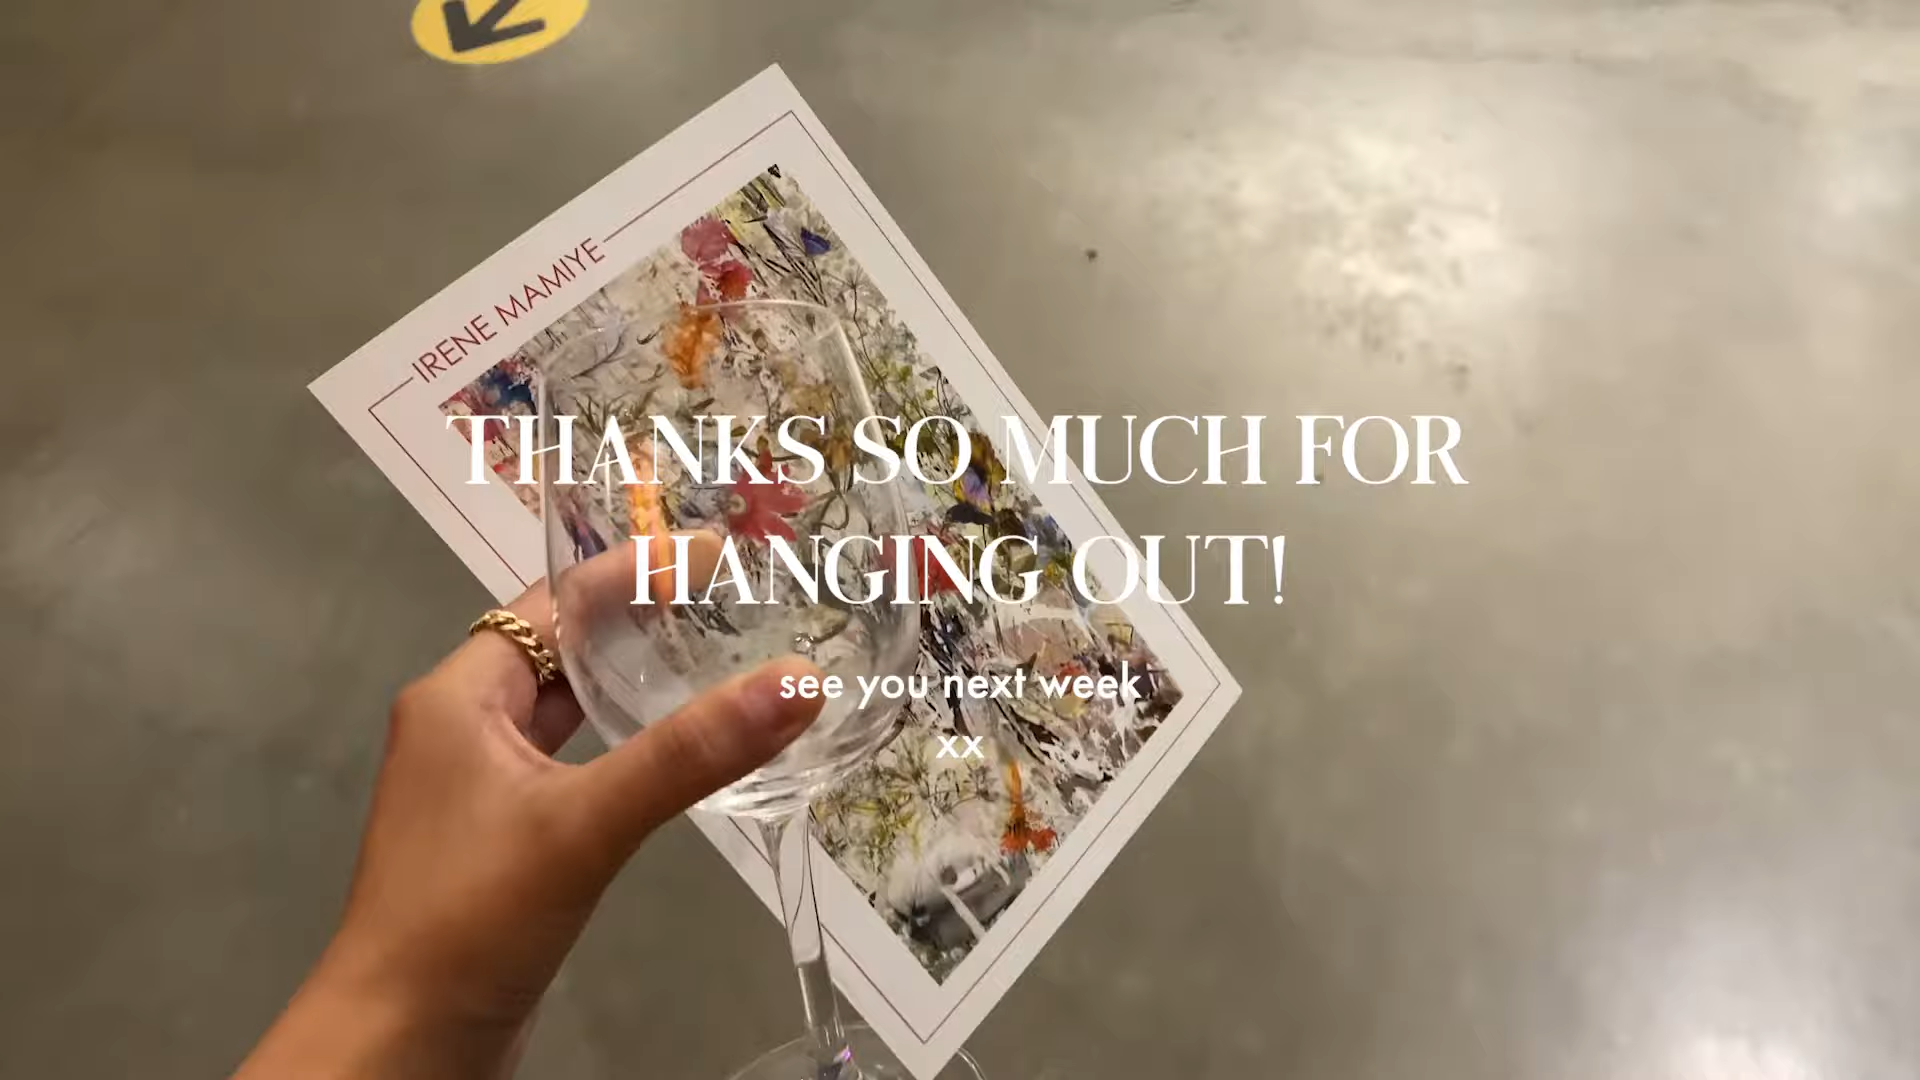 IRENE MAMIYE
THANKS SO MUCH FOR
HANGING OUT!
see you next week
xx